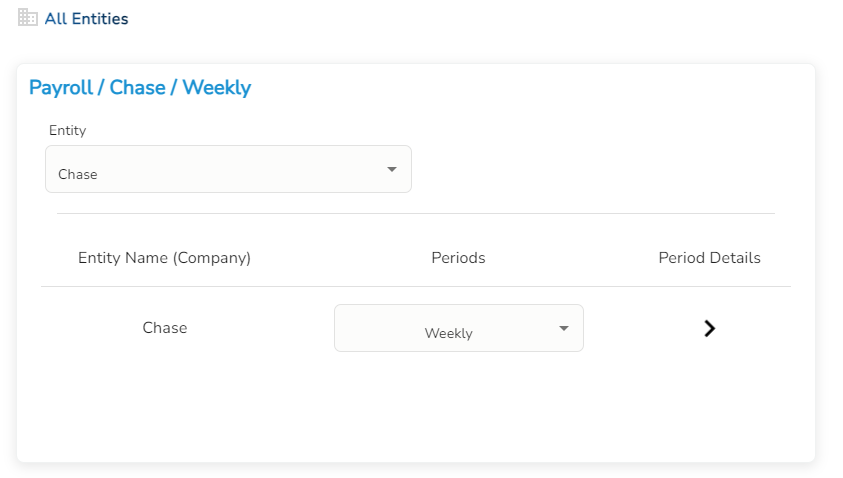 All Entities
Payroll / Chase / Weekly
Entity
Chase
Entity Name (Company) Periods Period Details
Chase Weekly